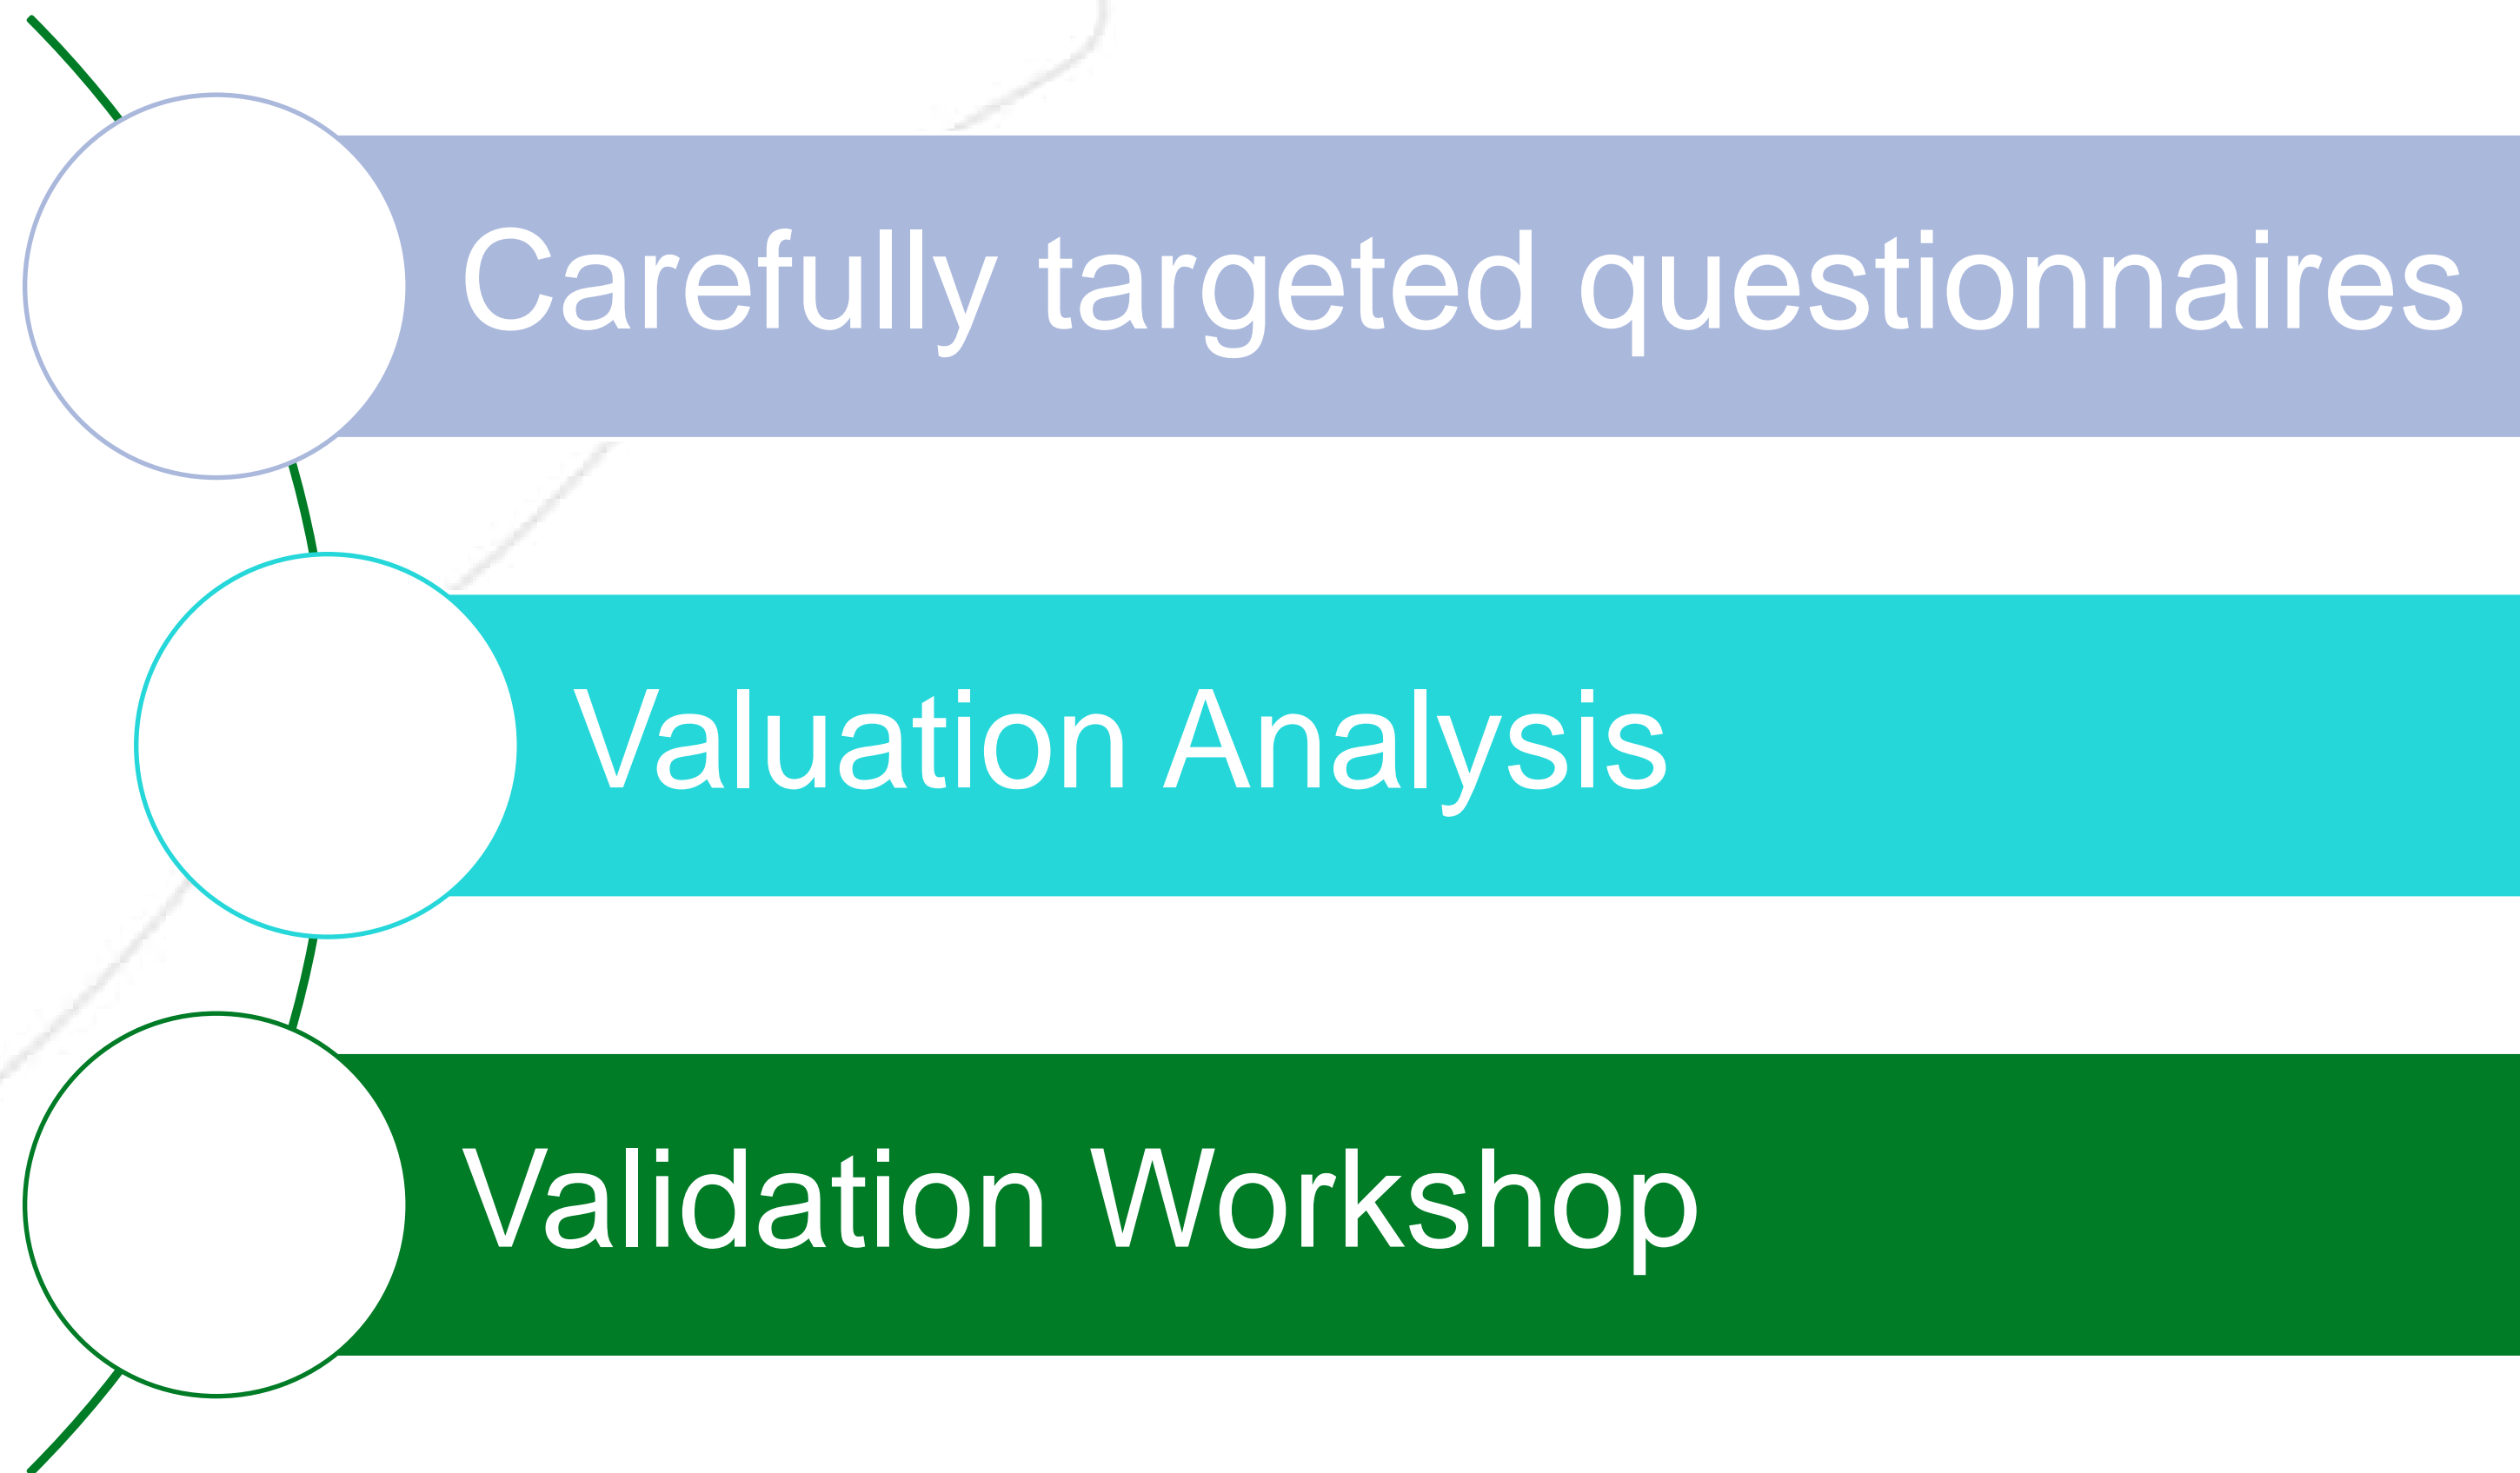 Carefully targeted questionnaires
Valuation Analysis
Validation Workshop